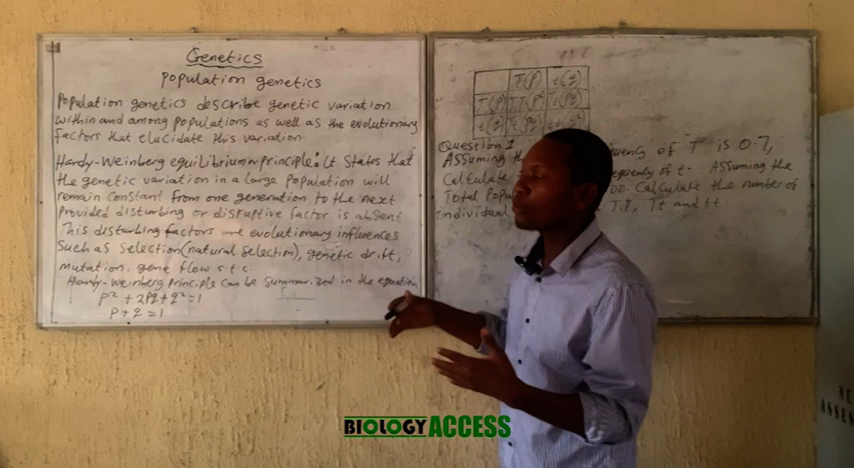 Genetics
Population genetics
Population genetics describe genetic variation
within and among populations as well as the evolutionary
factors that elucidate this variation.
Hardy-Weinberg equilibrium or principle: It States that
the genetic variation in a large Population will
remain Constant from one generation to the next
Provided disturbing or disruptive factor is absent.
This disturbing factors are evolutionary influences
Such as Selection (natural Selection), genetic drift,
mutation, gene flow e.t.c.
Hardy-Weinberg Principle Can be Summarized in the equation
p² + 2pq + q² = 1
p + q = 1
T(p) t(q)
T(p)
t(q)
Question 1
Assuming th equency of T is 0.7,
Calculate equency of t. Assuming the
Total Popu Calculate the number of
individual TT, Tt and tt.
BIOLOGY ACCESS